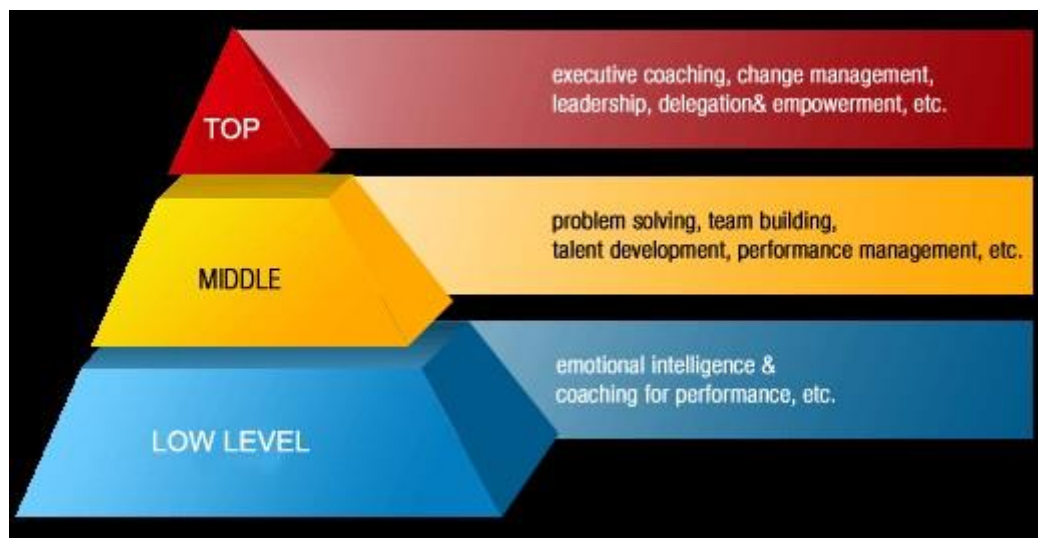 TOP
executive coaching, change management,
leadership, delegation& empowerment, etc.
MIDDLE
problem solving, team building,
talent development, performance management, etc.
LOW LEVEL
emotional intelligence &
coaching for performance, etc.